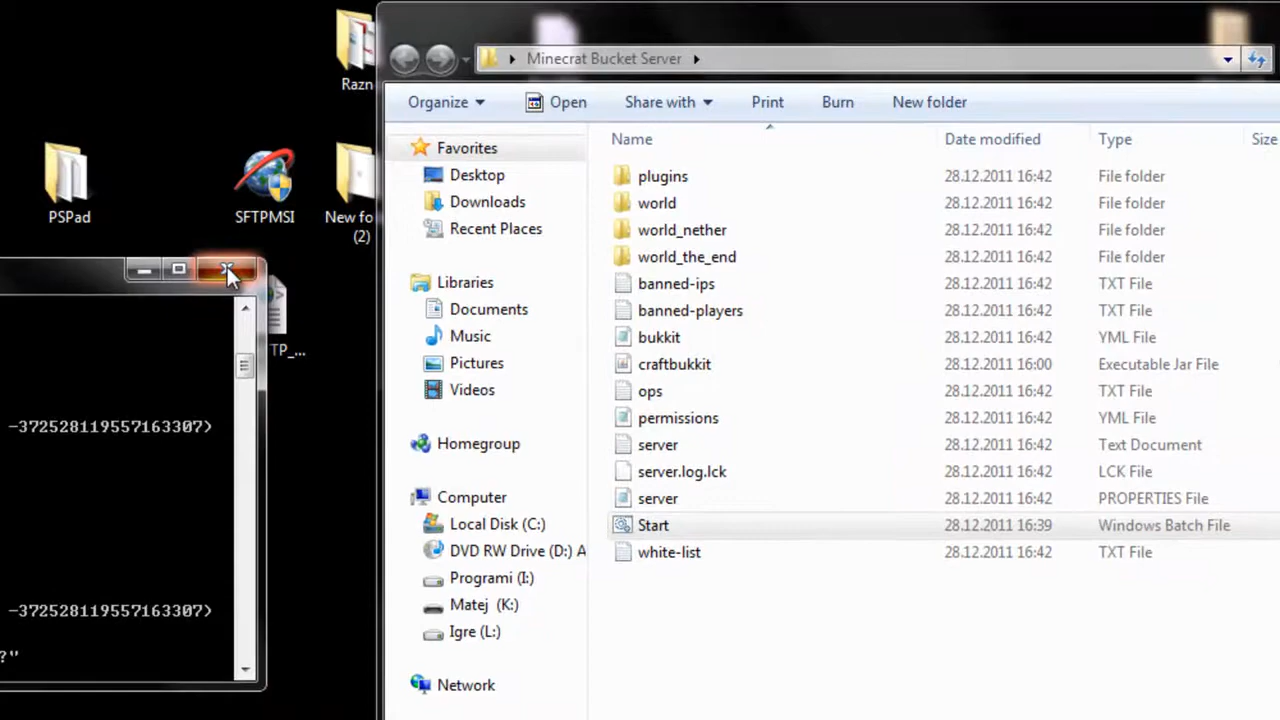 Razn
PSPad
SFTPMSI
New fo
(2)
TP_...
-372528119557163307>
-372528119557163307>
?"
Minecrat Bucket Server
Organize
Open
Share with
Print
Burn
New folder
Favorites
Desktop
Downloads
Recent Places
Libraries
Documents
Music
Pictures
Videos
Homegroup
Computer
Local Disk (C:)
DVD RW Drive (D:) A
Programi (I:)
Matej (K:)
Igre (L:)
Network
Name Date modified Type Size
plugins 28.12.2011 16:42 File folder
world 28.12.2011 16:42 File folder
world_nether 28.12.2011 16:42 File folder
world_the_end 28.12.2011 16:42 File folder
banned-ips 28.12.2011 16:42 TXT File
banned-players 28.12.2011 16:42 TXT File
bukkit 28.12.2011 16:42 YML File
craftbukkit 28.12.2011 16:00 Executable Jar File
ops 28.12.2011 16:42 TXT File
permissions 28.12.2011 16:42 YML File
server 28.12.2011 16:42 Text Document
server.log.lck 28.12.2011 16:42 LCK File
server 28.12.2011 16:42 PROPERTIES File
Start 28.12.2011 16:39 Windows Batch File
white-list 28.12.2011 16:42 TXT File